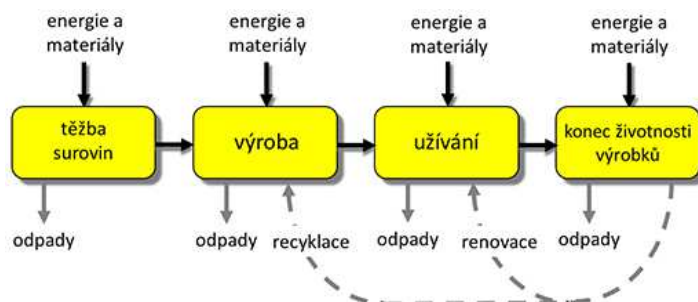 energie a
materiály
energie a
materiály
energie a
materiály
energie a
materiály
těžba
surovin
výroba
užívání
konec životnosti
výrobků
odpady
odpady
recyklace
odpady
renovace
odpady